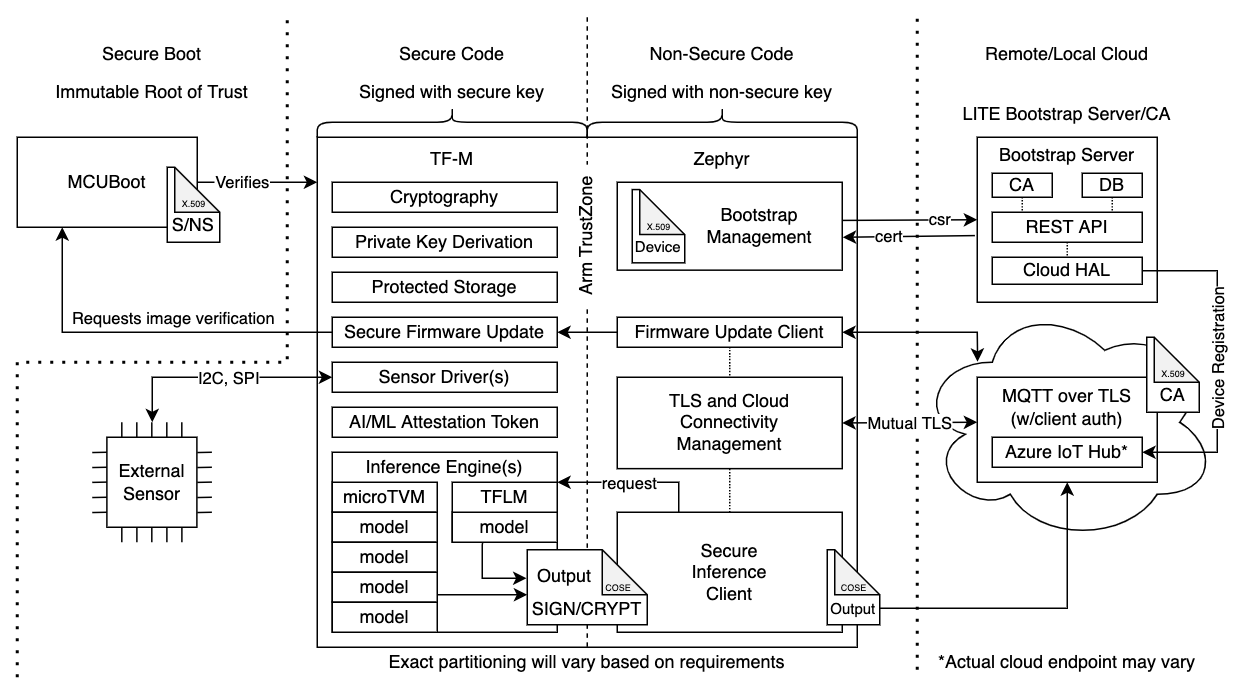 Secure Boot
Immutable Root of Trust
MCUBoot
X.509
S/NS
Verifies
Requests image verification
I2C, SPI
External
Sensor
Secure Code
Signed with secure key
TF-M
Cryptography
Private Key Derivation
Protected Storage
Secure Firmware Update
Sensor Driver(s)
AI/ML Attestation Token
Inference Engine(s)
microTVM
model
model
model
model
TFLM
model
Output
COSE
SIGN/CRYPT
Arm TrustZone
Non-Secure Code
Signed with non-secure key
Zephyr
X.509
Device
Bootstrap
Management
Firmware Update Client
TLS and Cloud
Connectivity
Management
request
Secure
Inference
Client
COSE
Output
Exact partitioning will vary based on requirements
csr
cert
Mutual TLS
Remote/Local Cloud
LITE Bootstrap Server/CA
Bootstrap Server
CA
DB
REST API
Cloud HAL
Device Registration
X.509
CA
MQTT over TLS
(w/client auth)
Azure IoT Hub*
*Actual cloud endpoint may vary